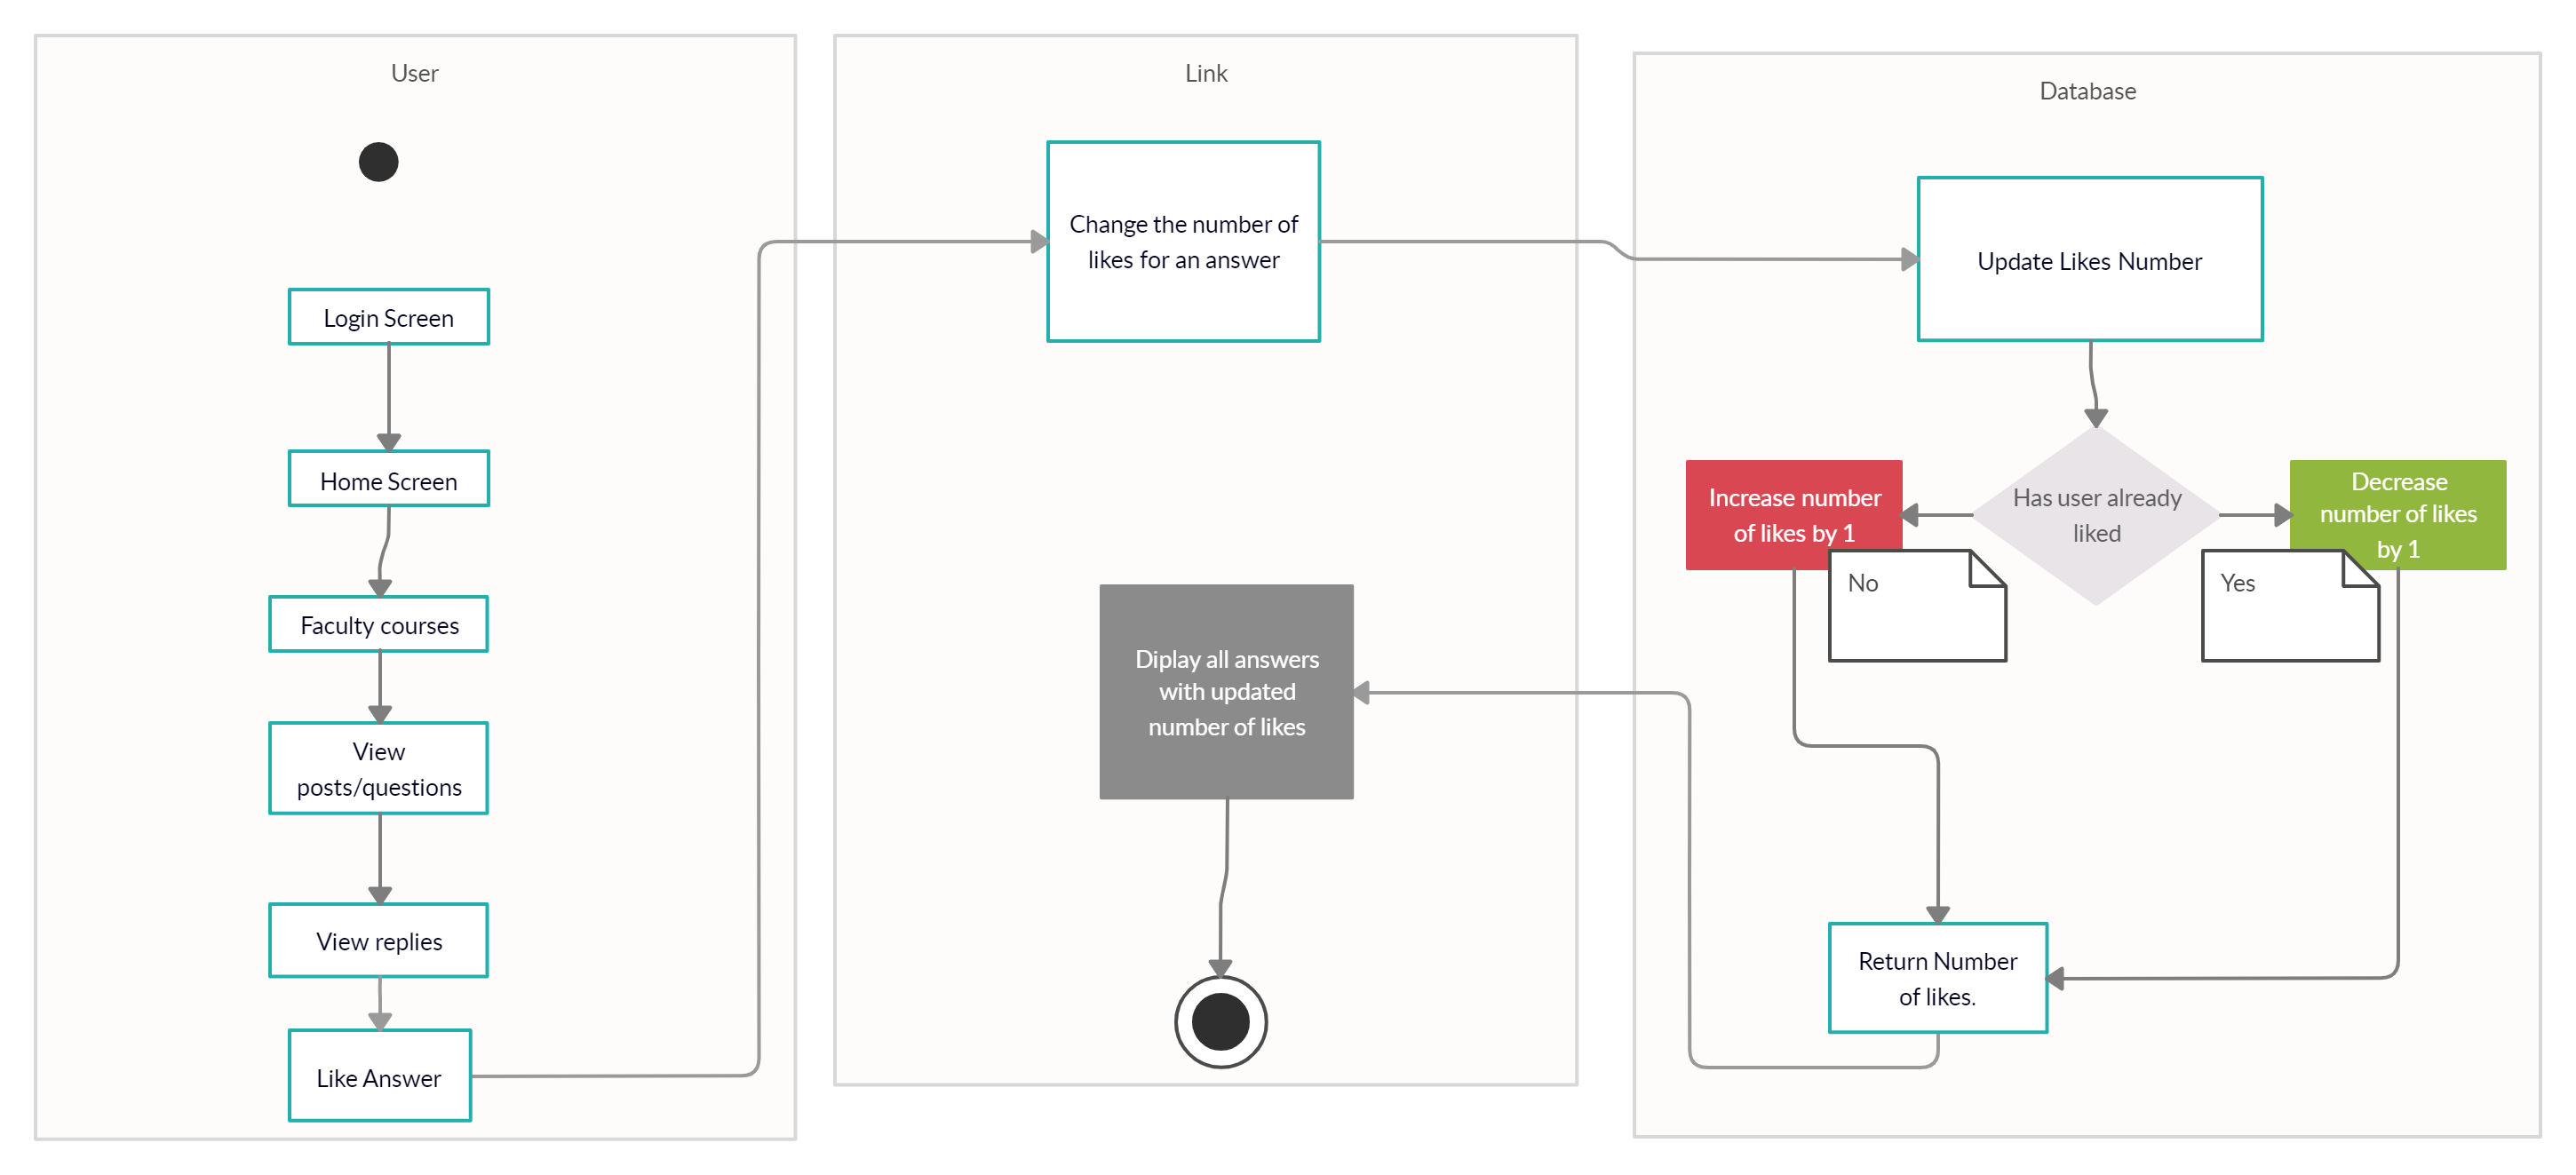 User
Login Screen
Home Screen
Faculty courses
View
posts/questions
View replies
Like Answer
Link
Change the number of
likes for an answer
Diplay all answers
with updated
number of likes
Database
Update Likes Number
Has user already
liked
Increase number
of likes by 1
No
Decrease
number of likes
by 1
Yes
Return Number
of likes.